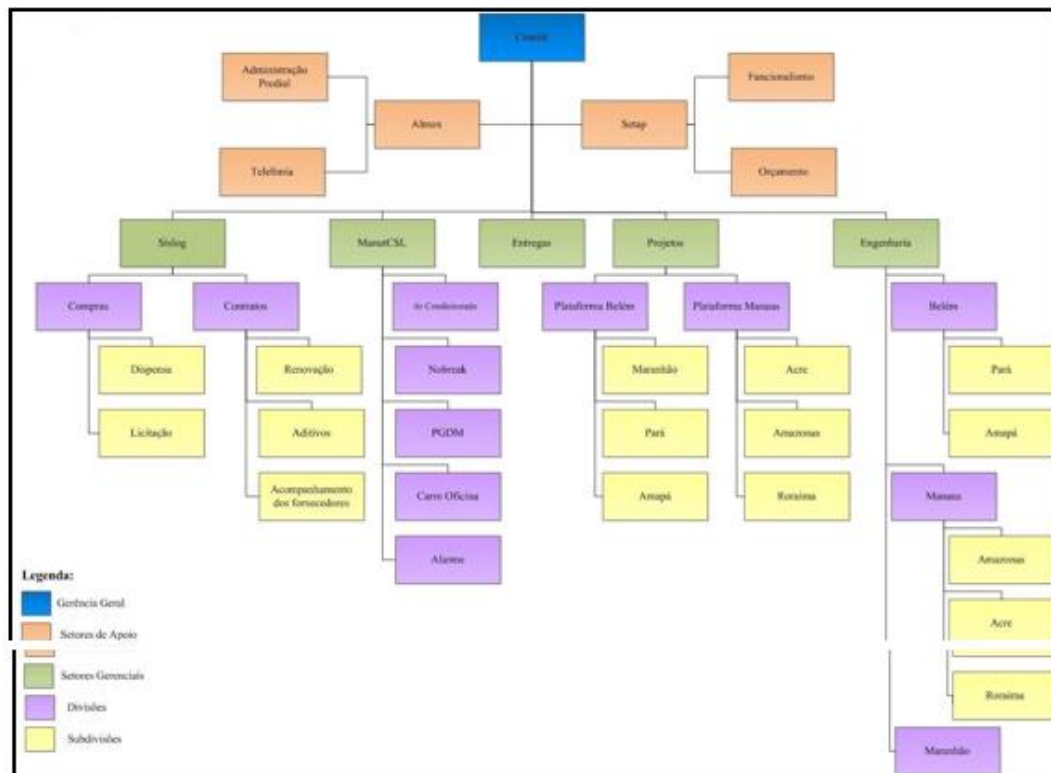 Administração
Predial
Funcionalismo
Almox
Setap
Telefonia
Orçamento
Sislog
ManutCSL
Entregas
Projetos
Engenharia
Compras
Contratos
Ar Condicionado
Plataforma Belém
Plataforma Manaus
Belém
Dispensa
Renovação
Nobreak
Maranhão
Acre
Pará
Licitação
Aditivos
PGDM
Pará
Amazonas
Amapá
Acompanhamento
dos fornecedores
Carro Oficina
Amapá
Roraima
Manaus
Alarme
Amazonas
Acre
Roraima
Maranhão
Legenda:
Gerência Geral
Setores de Apoio
Setores Gerenciais
Divisões
Subdivisões